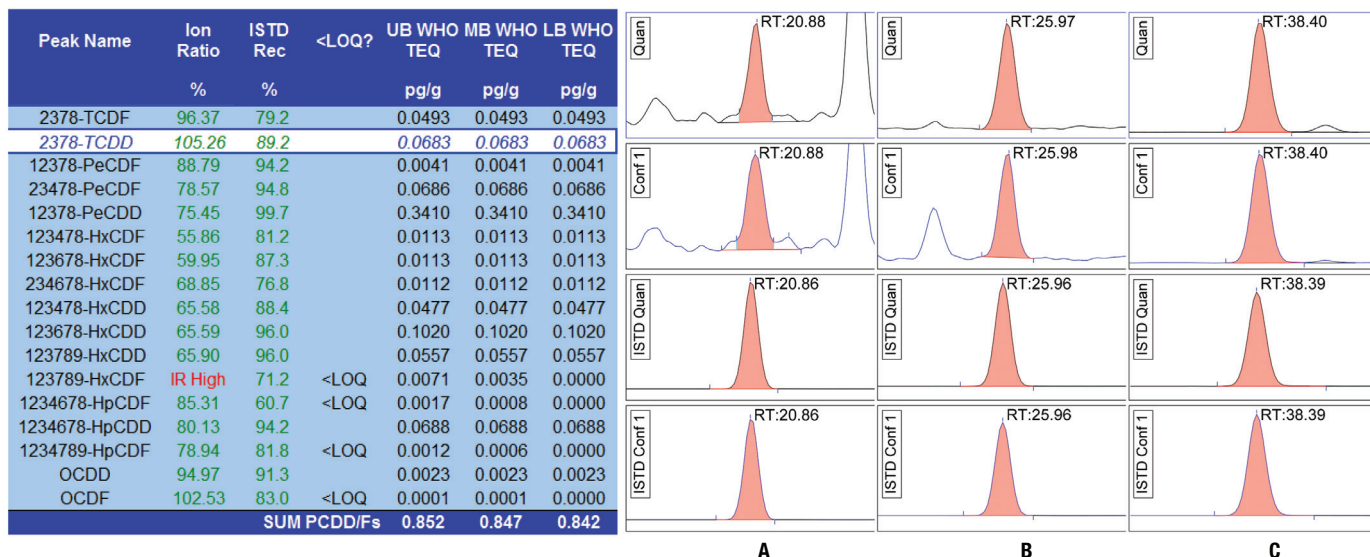 Peak Name Ion Ratio ISTD Rec <LOQ? UB WHO TEQ MB WHO TEQ LB WHO TEQ
% % pg/g pg/g pg/g
2378-TCDF 96.37 79.2 0.0493 0.0493 0.0493
2378-TCDD 105.26 89.2 0.0683 0.0683 0.0683
12378-PeCDF 88.79 94.2 0.0041 0.0041 0.0041
23478-PeCDF 78.57 94.8 0.0686 0.0686 0.0686
12378-PeCDD 75.45 99.7 0.3410 0.3410 0.3410
123478-HxCDF 55.86 81.2 0.0113 0.0113 0.0113
123678-HxCDF 59.95 87.3 0.0113 0.0113 0.0113
234678-HxCDF 68.85 76.8 0.0112 0.0112 0.0112
123478-HxCDD 65.58 88.4 0.0477 0.0477 0.0477
123678-HxCDD 65.59 96.0 0.1020 0.1020 0.1020
123789-HxCDD 65.90 96.0 0.0557 0.0557 0.0557
123789-HxCDF IR High 71.2 <LOQ 0.0071 0.0035 0.0000
1234678-HpCDF 85.31 60.7 <LOQ 0.0017 0.0008 0.0000
1234678-HpCDD 80.13 94.2 0.0688 0.0688 0.0688
1234789-HpCDF 78.94 81.8 <LOQ 0.0012 0.0006 0.0000
OCDD 94.97 91.3 0.0023 0.0023 0.0023
OCDF 102.53 83.0 <LOQ 0.0001 0.0001 0.0000
SUM PCDD/Fs 0.852 0.847 0.842
Quan RT:20.88
Conf 1 RT:20.88
ISTD Quan RT:20.86
ISTD Conf 1 RT:20.86
A
Quan RT:25.97
Conf 1 RT:25.98
ISTD Quan RT:25.96
ISTD Conf 1 RT:25.96
B
Quan RT:38.40
Conf 1 RT:38.40
ISTD Quan RT:38.39
ISTD Conf 1 RT:38.39
C